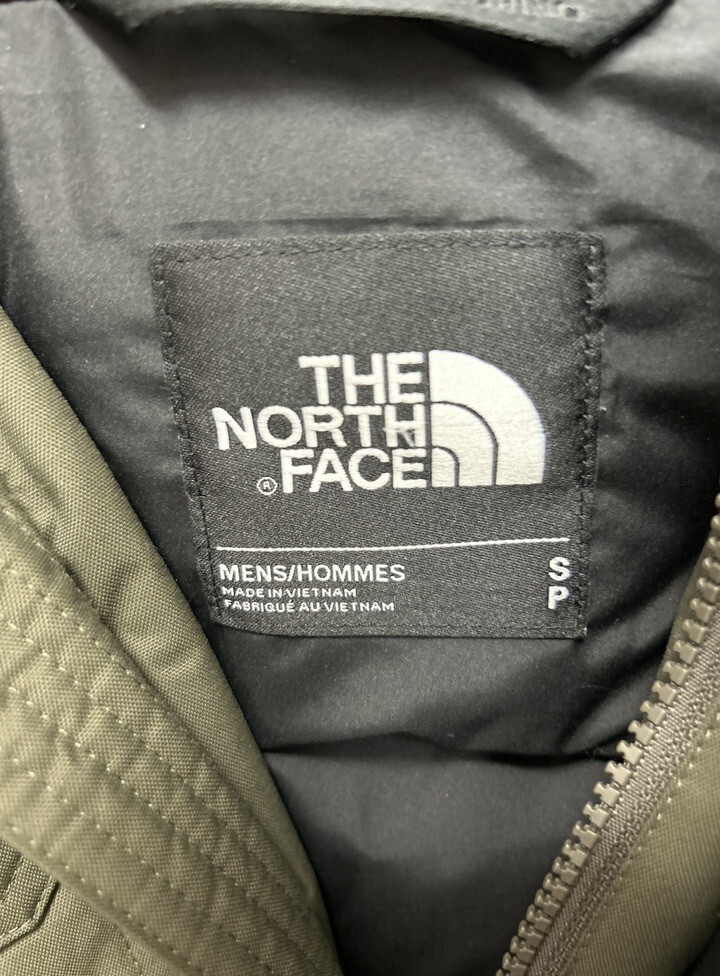 THE
NORTH
FACE
®
MENS/HOMMES
S
MADE IN VIETNAM
P
FABRIQUÉ AU VIETNAM